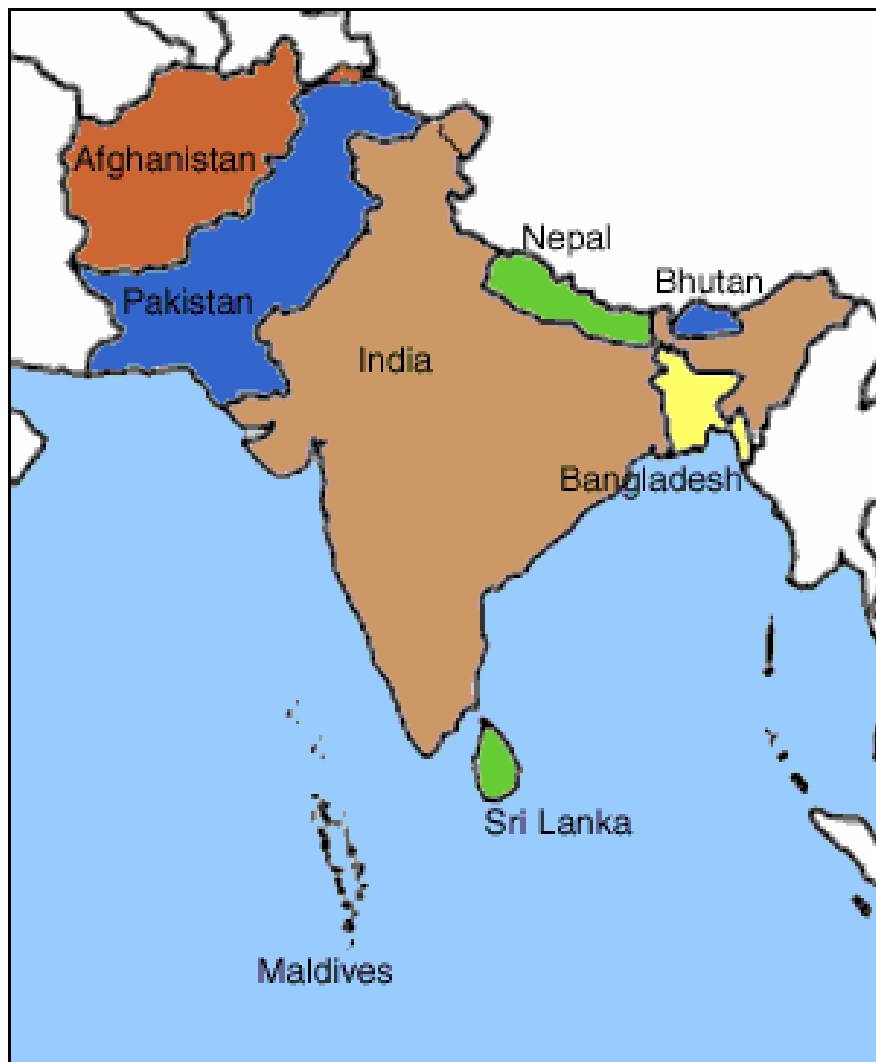 Afghanistan
Nepal
Bhutan
Pakistan
India
Bangladesh
Sri Lanka
Maldives